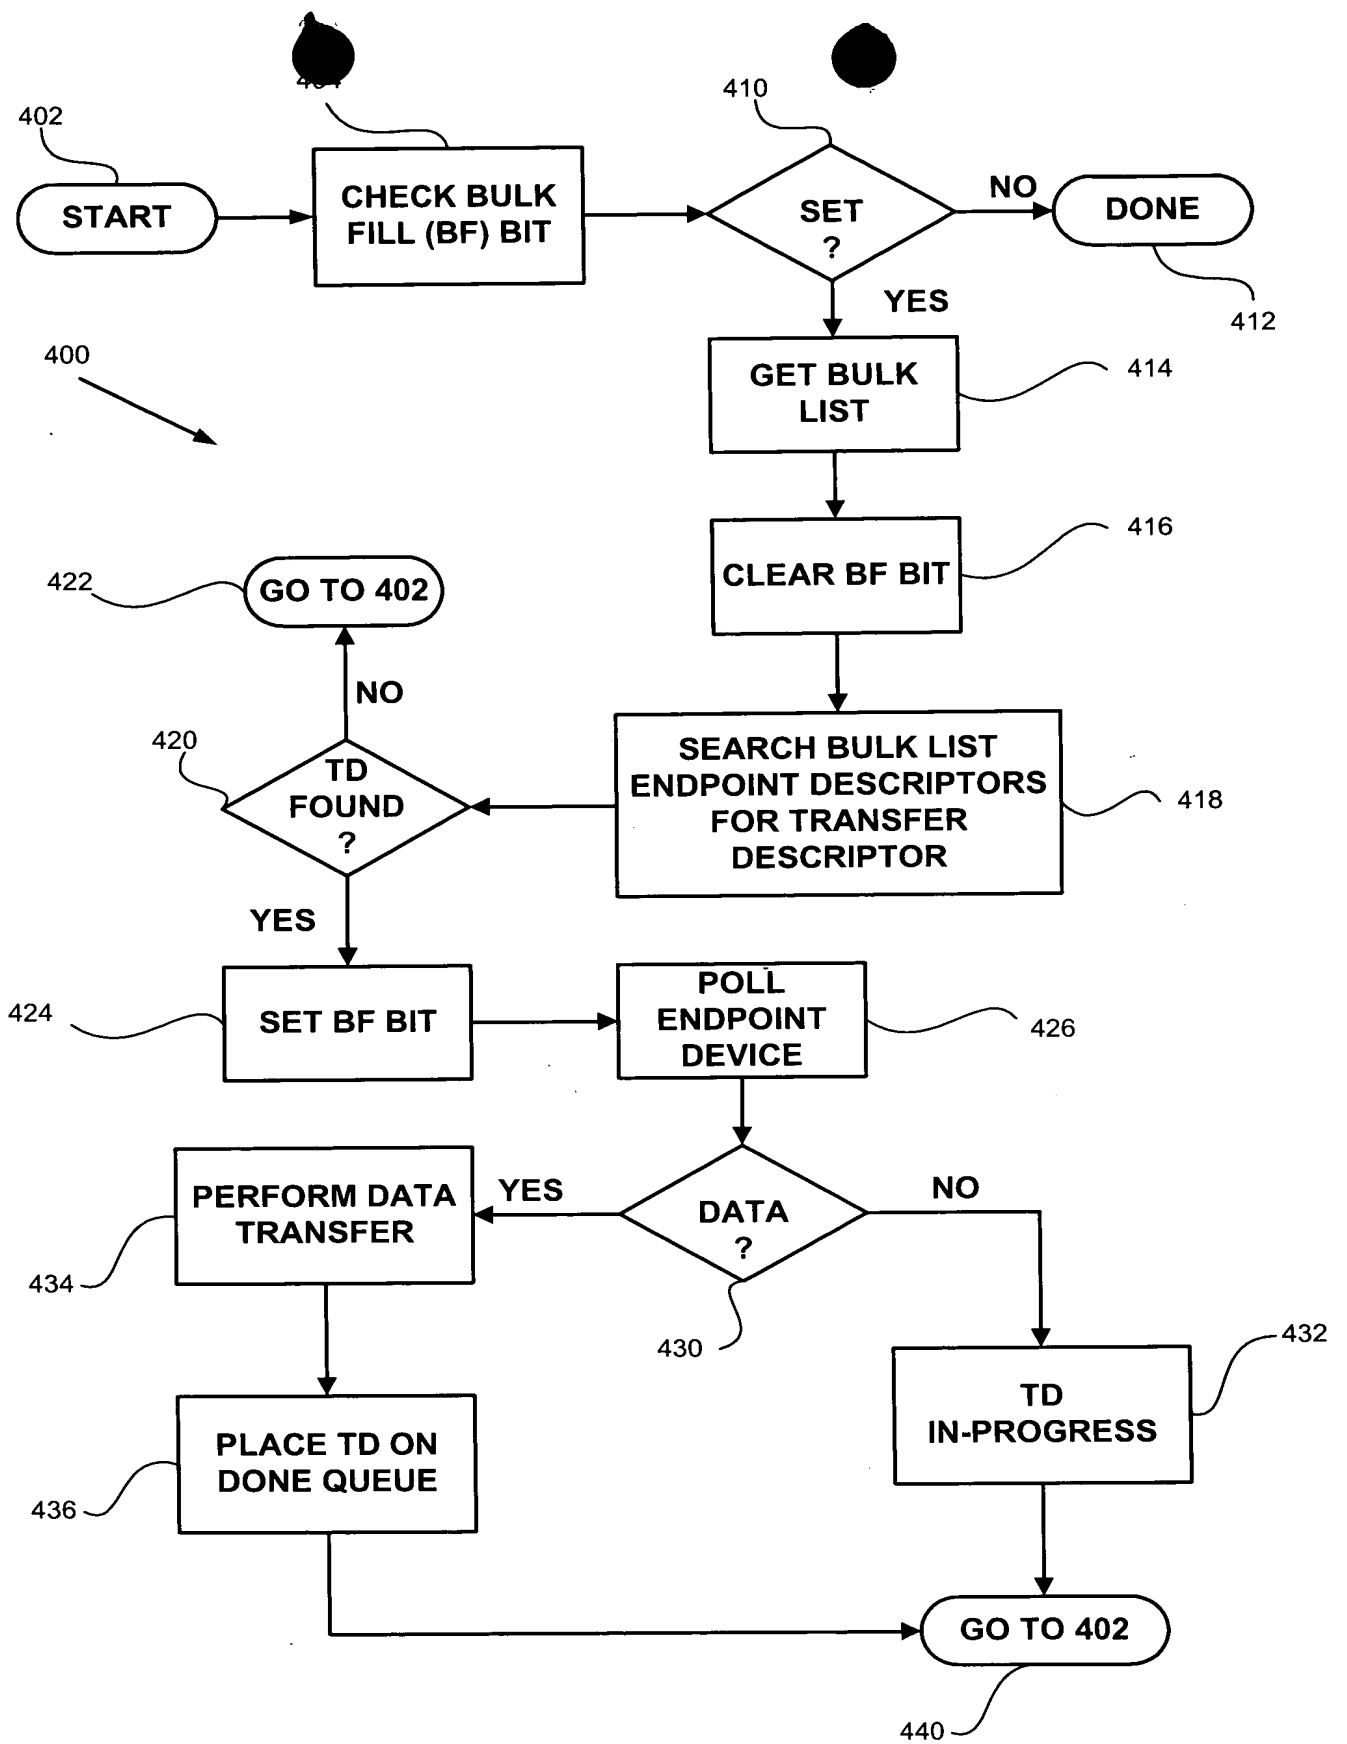 410
402
START
CHECK BULK
FILL (BF) BIT
SET
?
NO
DONE
412
YES
400
GET BULK
LIST
414
CLEAR BF BIT
416
422
GO TO 402
NO
420
TD
FOUND
?
SEARCH BULK LIST
ENDPOINT DESCRIPTORS
FOR TRANSFER
DESCRIPTOR
418
YES
424
SET BF BIT
POLL
ENDPOINT
DEVICE
426
PERFORM DATA
TRANSFER
YES
DATA
?
NO
434
430
432
TD
IN-PROGRESS
PLACE TD ON
DONE QUEUE
436
GO TO 402
440